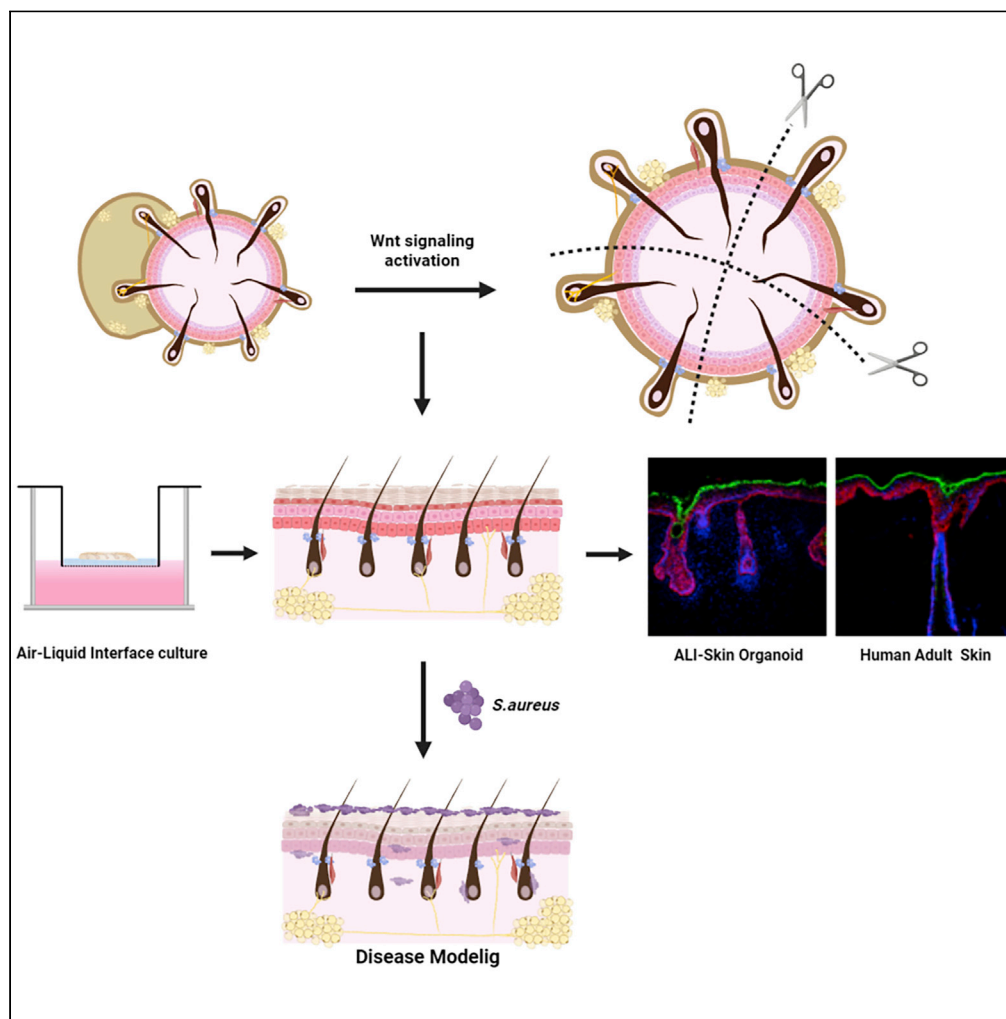 Wnt signaling
activation
Air-Liquid Interface culture
ALI-Skin Organoid
Human Adult Skin
S.aureus
Disease Modelig